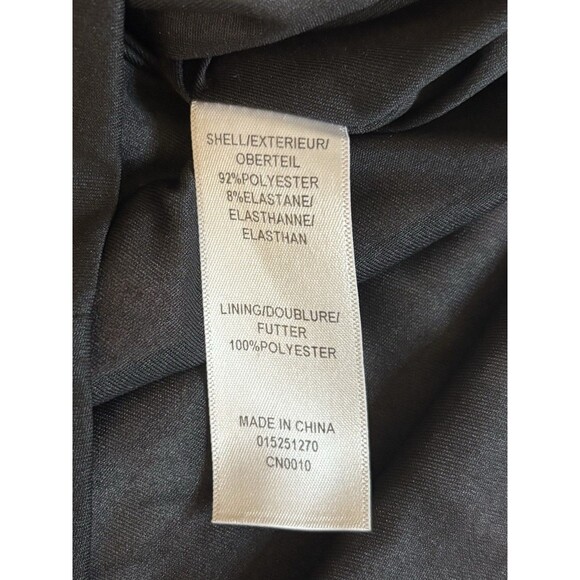 SHELL/EXTERIEUR/
OBERTEIL
92%POLYESTER
8%ELASTANE/
ELASTHANNE/
ELASTHAN
LINING/DOUBLURE/
FUTTER
100%POLYESTER
MADE IN CHINA
015251270
CN0010